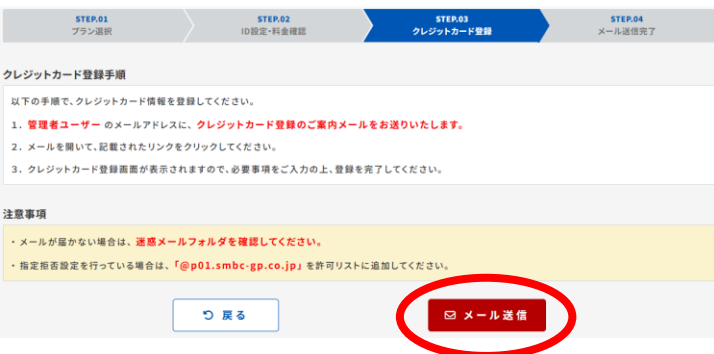 STEP.01
プラン選択
STEP.02
ID設定・料金確認
STEP.03
クレジットカード登録
STEP.04
メール送信完了
クレジットカード登録手順
以下の手順で、クレジットカード情報を登録してください。
1. 管理者ユーザー のメールアドレスに、クレジットカード登録のご案内メールをお送りいたします。
2. メールを開いて、記載されたリンクをクリックしてください。
3. クレジットカード登録画面が表示されますので、必要事項をご入力の上、登録を完了してください。
注意事項
・メールが届かない場合は、迷惑メールフォルダを確認してください。
・指定拒否設定を行っている場合は、「@p01.smbc-gp.co.jp」を許可リストに追加してください。
戻る
メール送信